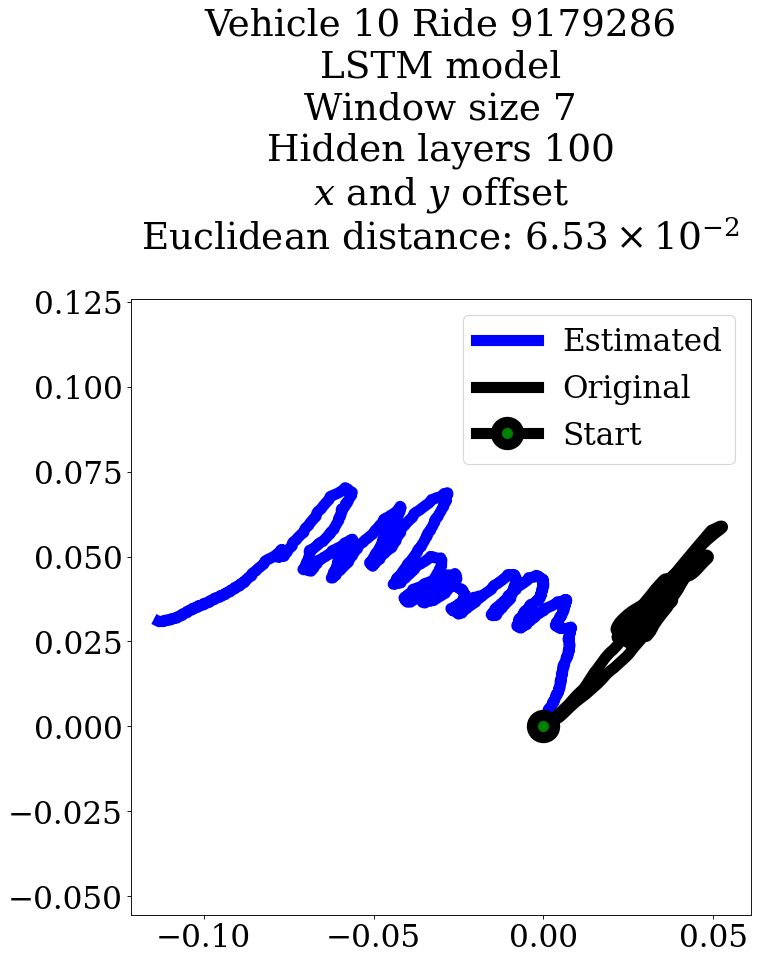 Vehicle 10 Ride 9179286
LSTM model
Window size 7
Hidden layers 100
x and y offset
Euclidean distance: 6.53 × 10⁻²
Estimated
Original
Start
0.125
0.100
0.075
0.050
0.025
0.000
−0.025
−0.050
−0.10 −0.05 0.00 0.05